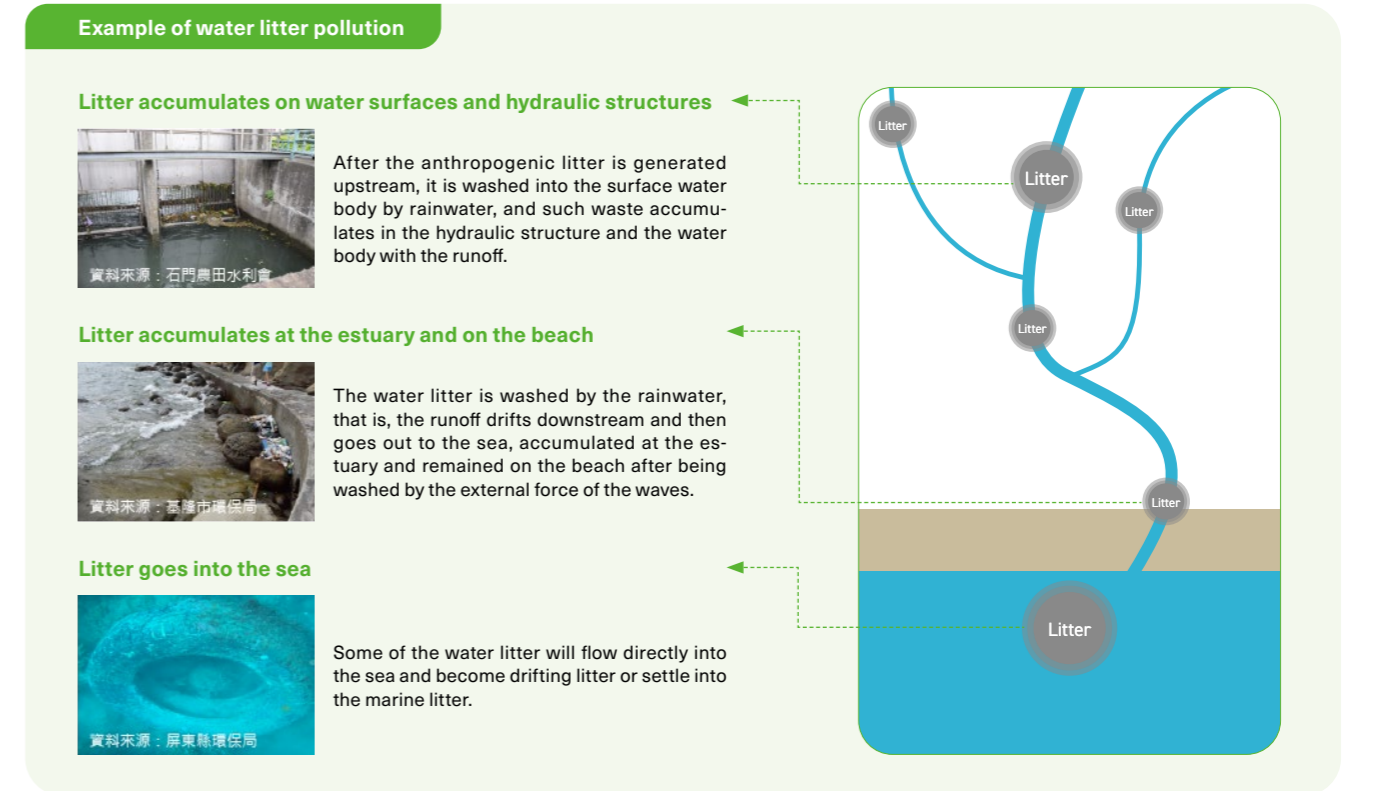 Example of water litter pollution
Litter accumulates on water surfaces and hydraulic structures
資料來源：石門農田水利會
After the anthropogenic litter is generated
upstream, it is washed into the surface water
body by rainwater, and such waste accumu-
lates in the hydraulic structure and the water
body with the runoff.
Litter accumulates at the estuary and on the beach
資料來源：基隆市環保局
The water litter is washed by the rainwater,
that is, the runoff drifts downstream and then
goes out to the sea, accumulated at the es-
tuary and remained on the beach after being
washed by the external force of the waves.
Litter goes into the sea
資料來源：屏東縣環保局
Some of the water litter will flow directly into
the sea and become drifting litter or settle into
the marine litter.
Litter
Litter
Litter
Litter
Litter
Litter